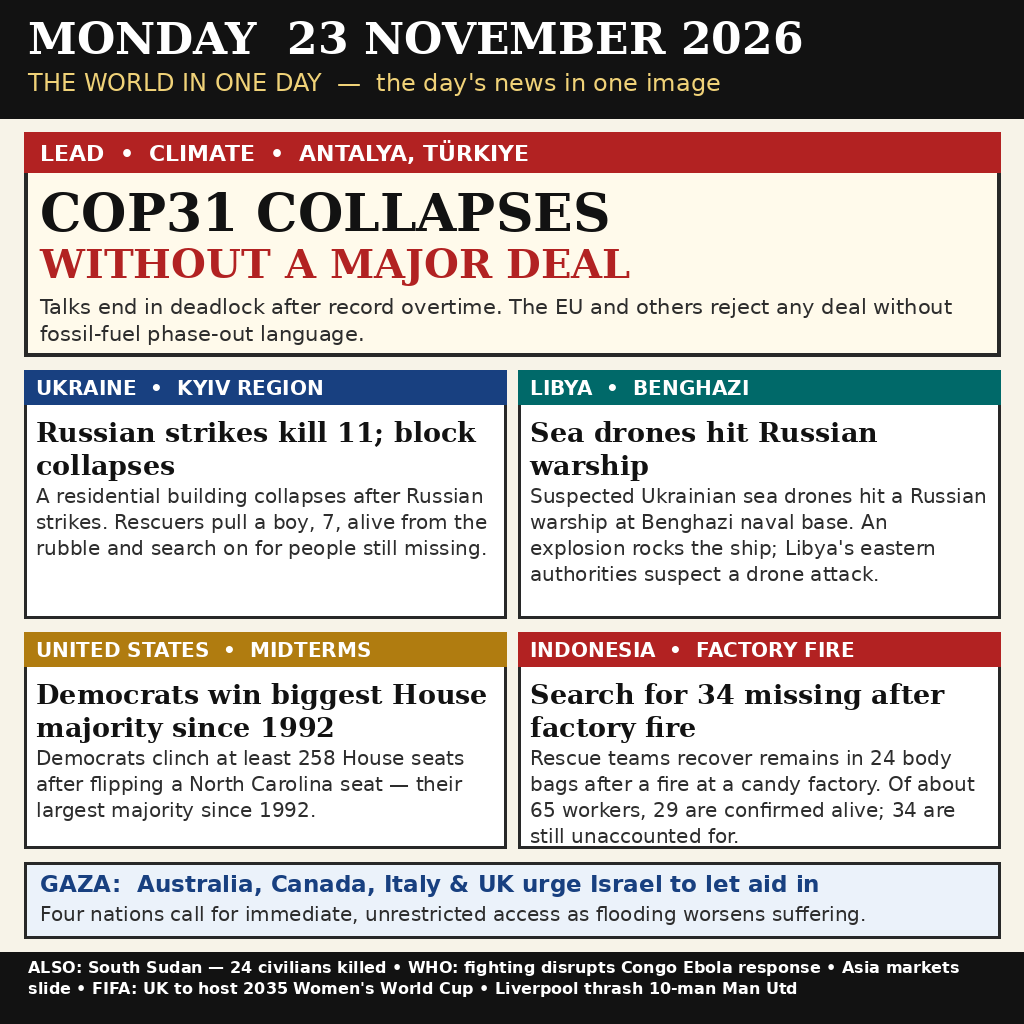 MONDAY  23 NOVEMBER 2026
THE WORLD IN ONE DAY  —  the day's news in one image
LEAD  •  CLIMATE  •  ANTALYA, TÜRKIYE
COP31 COLLAPSES
WITHOUT A MAJOR DEAL
Talks end in deadlock after record overtime. The EU and others reject any deal without
fossil-fuel phase-out language.
UKRAINE  •  KYIV REGION
Russian strikes kill 11; block
collapses
A residential building collapses after Russian
strikes. Rescuers pull a boy, 7, alive from the
rubble and search on for people still missing.
LIBYA  •  BENGHAZI
Sea drones hit Russian
warship
Suspected Ukrainian sea drones hit a Russian
warship at Benghazi naval base. An
explosion rocks the ship; Libya's eastern
authorities suspect a drone attack.
UNITED STATES  •  MIDTERMS
Democrats win biggest House
majority since 1992
Democrats clinch at least 258 House seats
after flipping a North Carolina seat — their
largest majority since 1992.
INDONESIA  •  FACTORY FIRE
Search for 34 missing after
factory fire
Rescue teams recover remains in 24 body
bags after a fire at a candy factory. Of about
65 workers, 29 are confirmed alive; 34 are
still unaccounted for.
GAZA:  Australia, Canada, Italy & UK urge Israel to let aid in
Four nations call for immediate, unrestricted access as flooding worsens suffering.
ALSO: South Sudan — 24 civilians killed • WHO: fighting disrupts Congo Ebola response • Asia markets
slide • FIFA: UK to host 2035 Women's World Cup • Liverpool thrash 10-man Man Utd